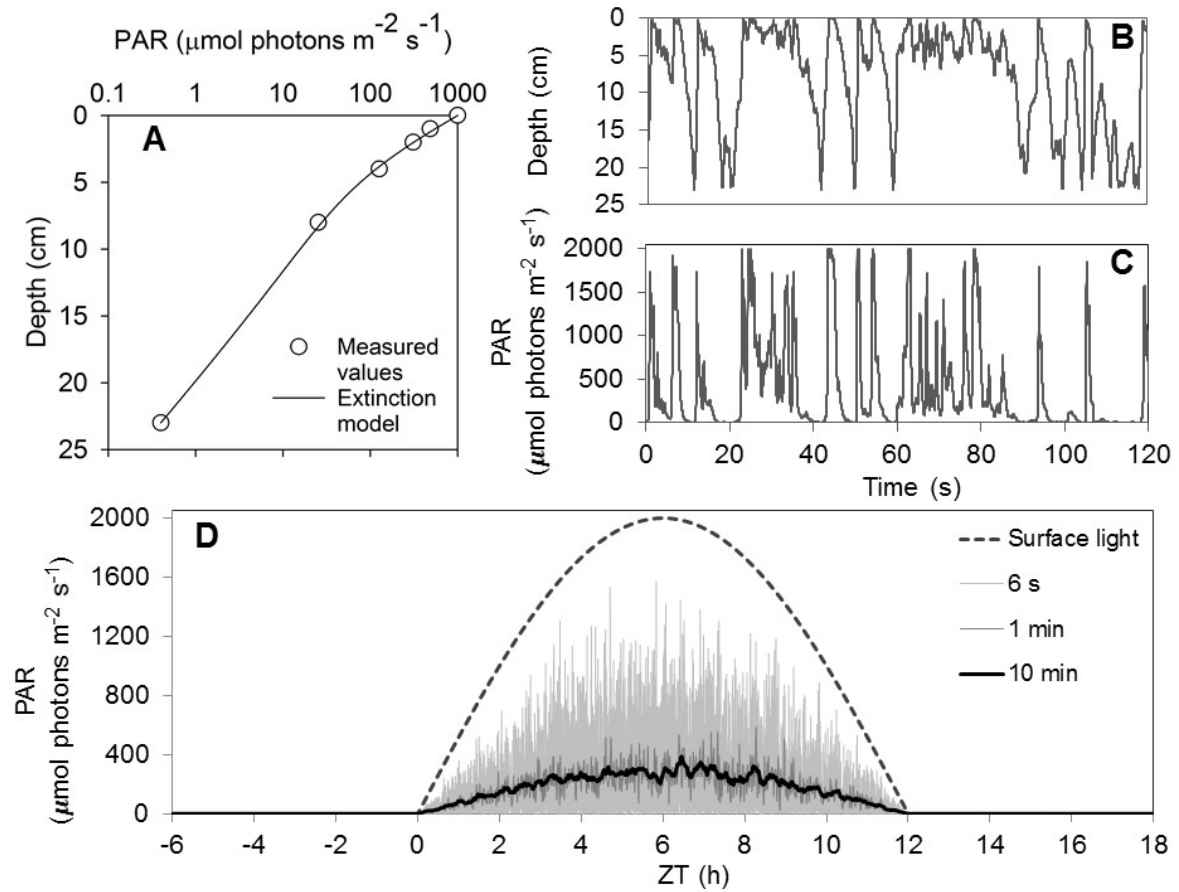 PAR (μmol photons m-2 s-1)
0.1 1 10 100 1000
0
5
10
15
20
25
Depth (cm)
A
Measured
values
Extinction
model
0
5
10
15
20
25
Depth (cm)
B
2000
1500
1000
500
0
PAR
(μmol photons m-2 s-1)
C
0 20 40 60 80 100 120
Time (s)
D
2000
1600
1200
800
400
0
PAR
(μmol photons m-2 s-1)
Surface light
6 s
1 min
10 min
-6 -4 -2 0 2 4 6 8 10 12 14 16 18
ZT (h)